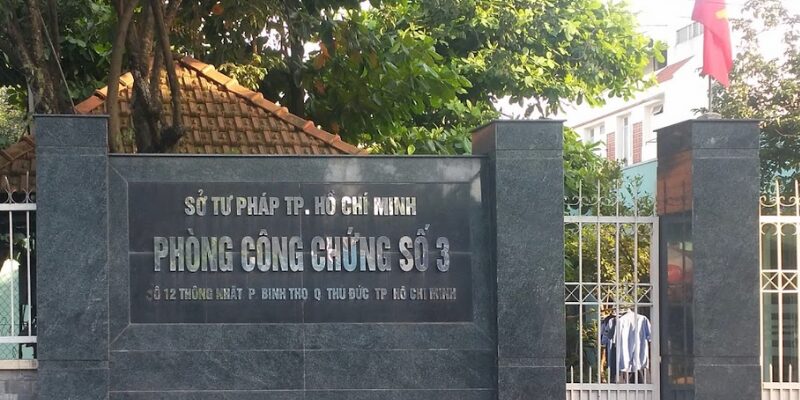 SỞ TƯ PHÁP TP. HỒ CHÍ MINH
PHÒNG CÔNG CHỨNG SỐ 3
SỐ 12 THỐNG NHẤT P BÌNH THỌ Q THỦ ĐỨC TP HỒ CHÍ MINH